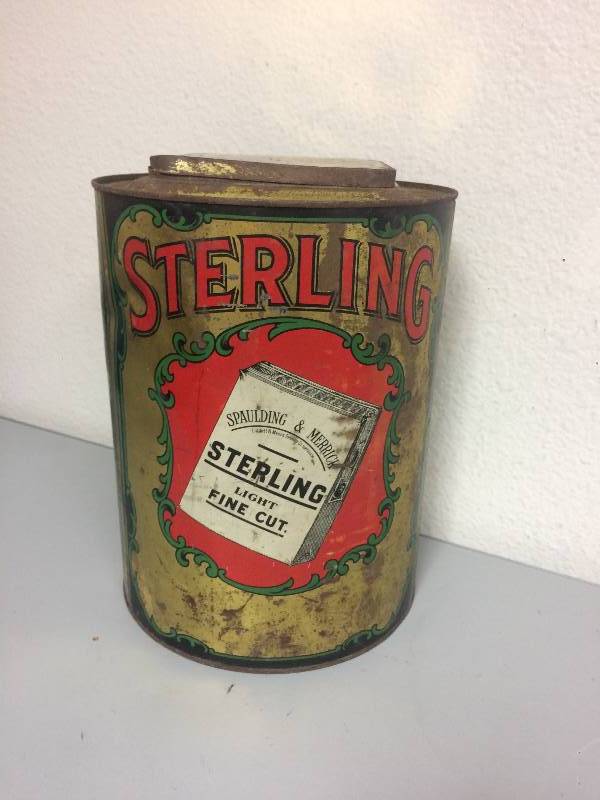 STERLING
SPAULDING & MERRICK
STERLING
LIGHT
FINE CUT.